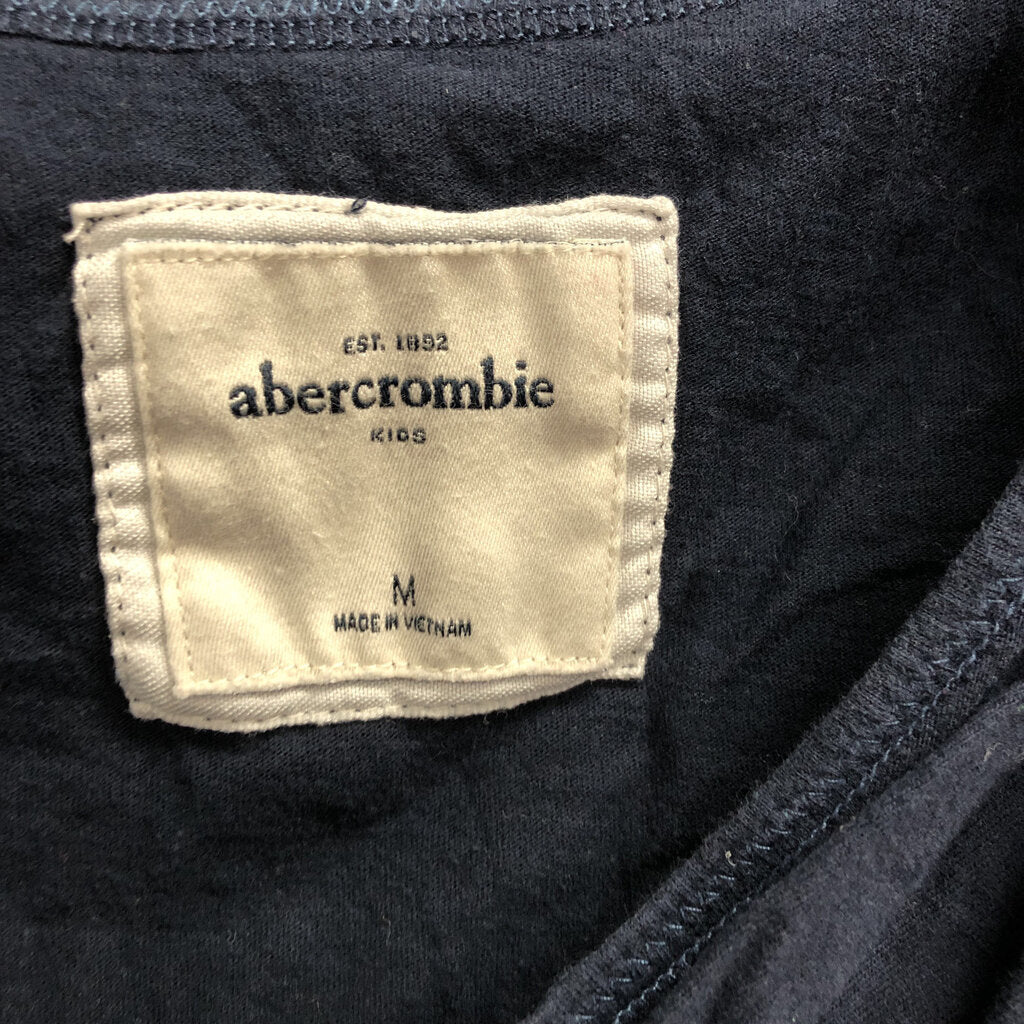 EST. 1892
abercrombie
KIDS
M
MADE IN VIETNAM